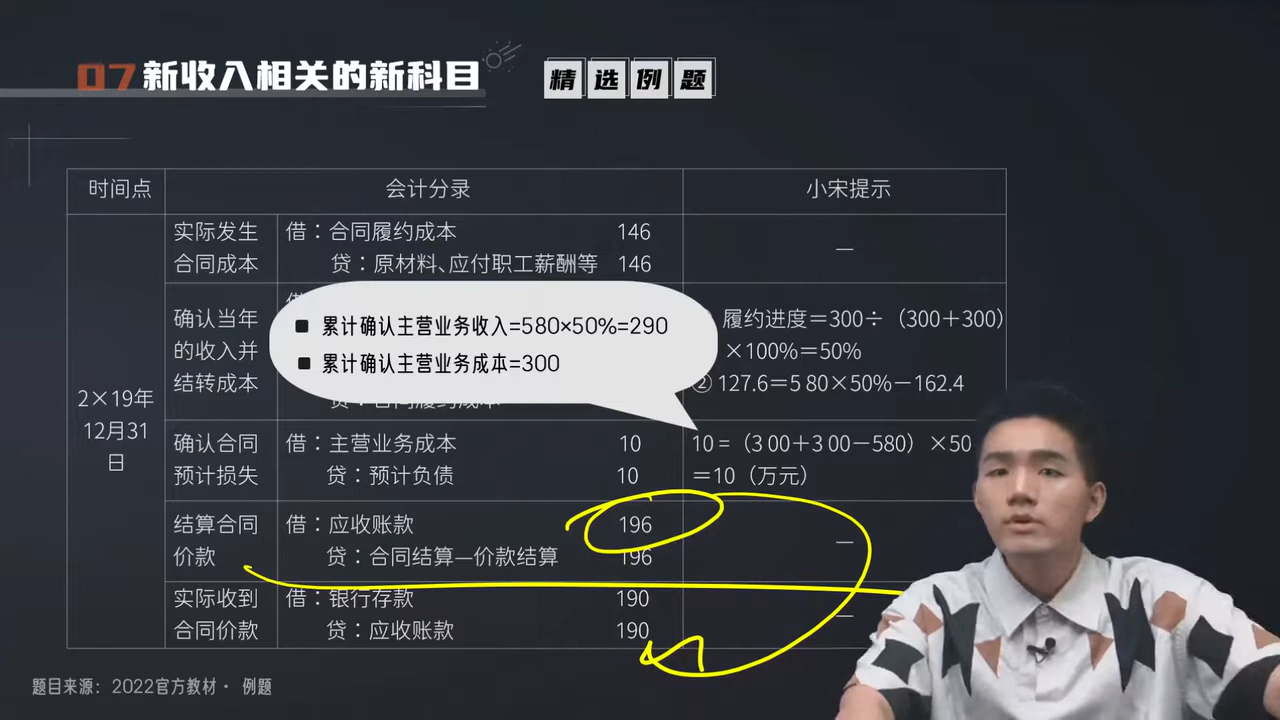 07 新收入相关的新科目
精选例题
时间点 会计分录 小宋提示
实际发生
合同成本
借：合同履约成本 146
贷：原材料、应付职工薪酬等 146
—
2×19年
12月31
日
确认当年
的收入并
结转成本
■ 累计确认主营业务收入=580×50%=290
■ 累计确认主营业务成本=300
履约进度＝300÷（300＋300）
×100%＝50%
② 127.6＝5 80×50%－162.4
确认合同
预计损失
借：主营业务成本 10
贷：预计负债 10
10 =（3 00＋3 00－580）×50
＝10（万元）
结算合同
价款
借：应收账款 196
贷：合同结算—价款结算 196
—
实际收到
合同价款
借：银行存款 190
贷：应收账款 190
—
题目来源：2022官方教材· 例题